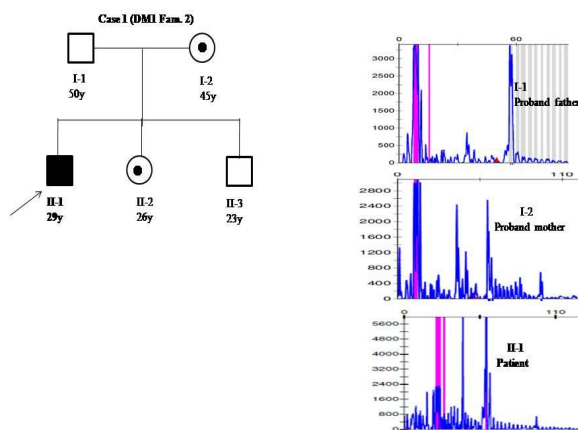 Case 1 (DM1 Fam. 2)
I-1
50y
I-2
45y
II-1
29y
II-2
26y
II-3
23y
0 60
3000
2500
2000
1500
1000
500
0
I-1
Proband father
0 110
2800
2400
2000
1600
1200
800
400
0
I-2
Proband mother
0 110
5600
4800
4000
3200
2400
1600
800
0
II-1
Patient